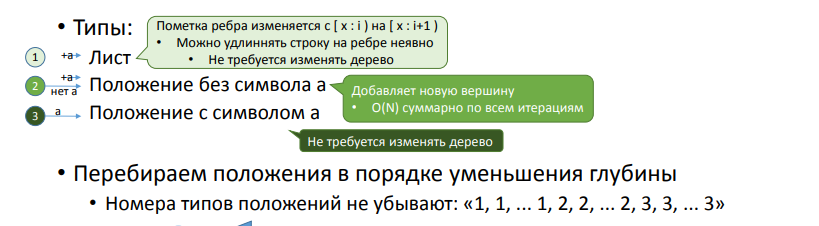 • Типы:
Пометка ребра изменяется с [ x : i ) на [ x : i+1 )
• Можно удлиннять строку на ребре неявно
• Не требуется изменять дерево
1 +a Лист
2 +a нет a Положение без символа a
Добавляет новую вершину
• O(N) суммарно по всем итерациям
3 a Положение с символом a
Не требуется изменять дерево
• Перебираем положения в порядке уменьшения глубины
• Номера типов положений не убывают: «1, 1, ... 1, 2, 2, ... 2, 3, 3, ... 3»